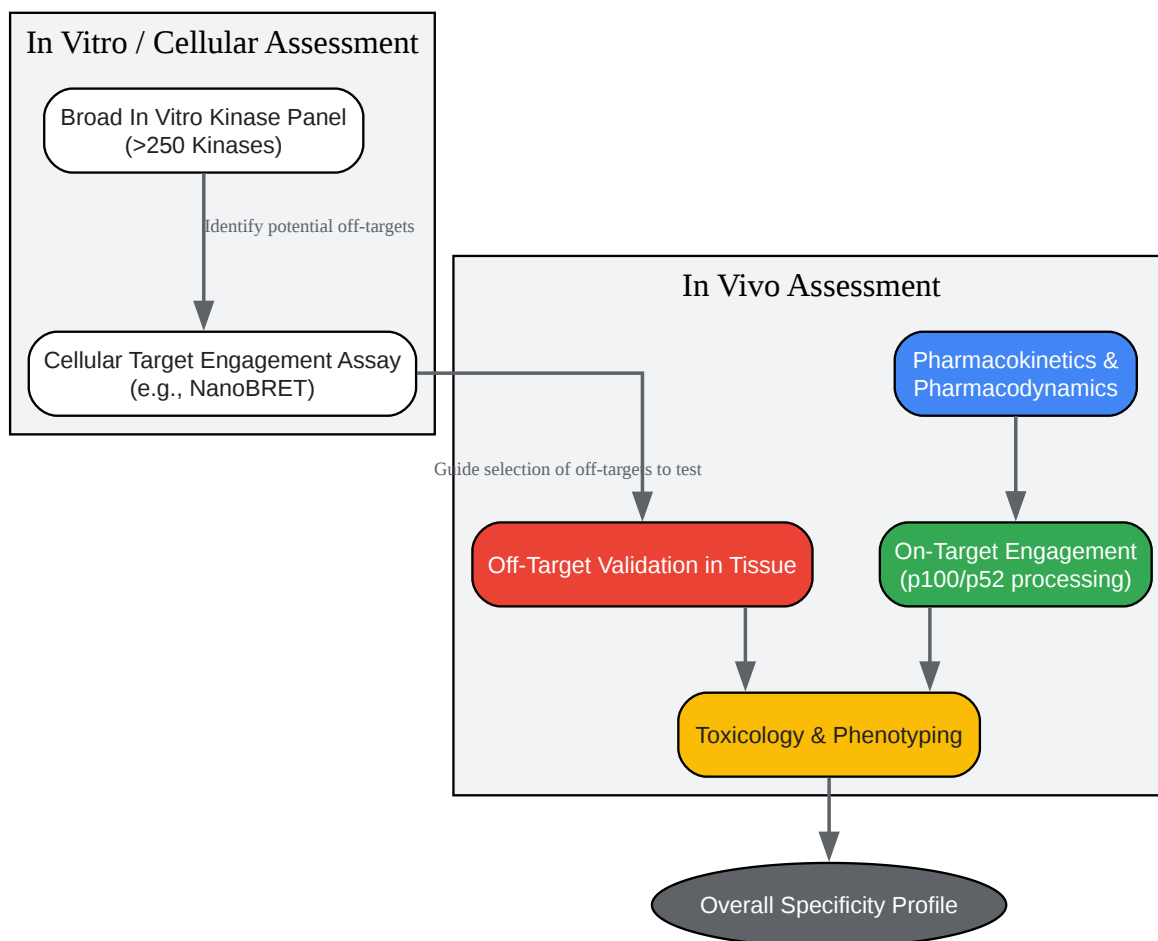 In Vitro / Cellular Assessment
Broad In Vitro Kinase Panel
(>250 Kinases)
Identify potential off-targets
Cellular Target Engagement Assay
(e.g., NanoBRET)
In Vivo Assessment
Pharmacokinetics &
Pharmacodynamics
Guide selection of off-targets to test
Off-Target Validation in Tissue
On-Target Engagement
(p100/p52 processing)
Toxicology & Phenotyping
Overall Specificity Profile